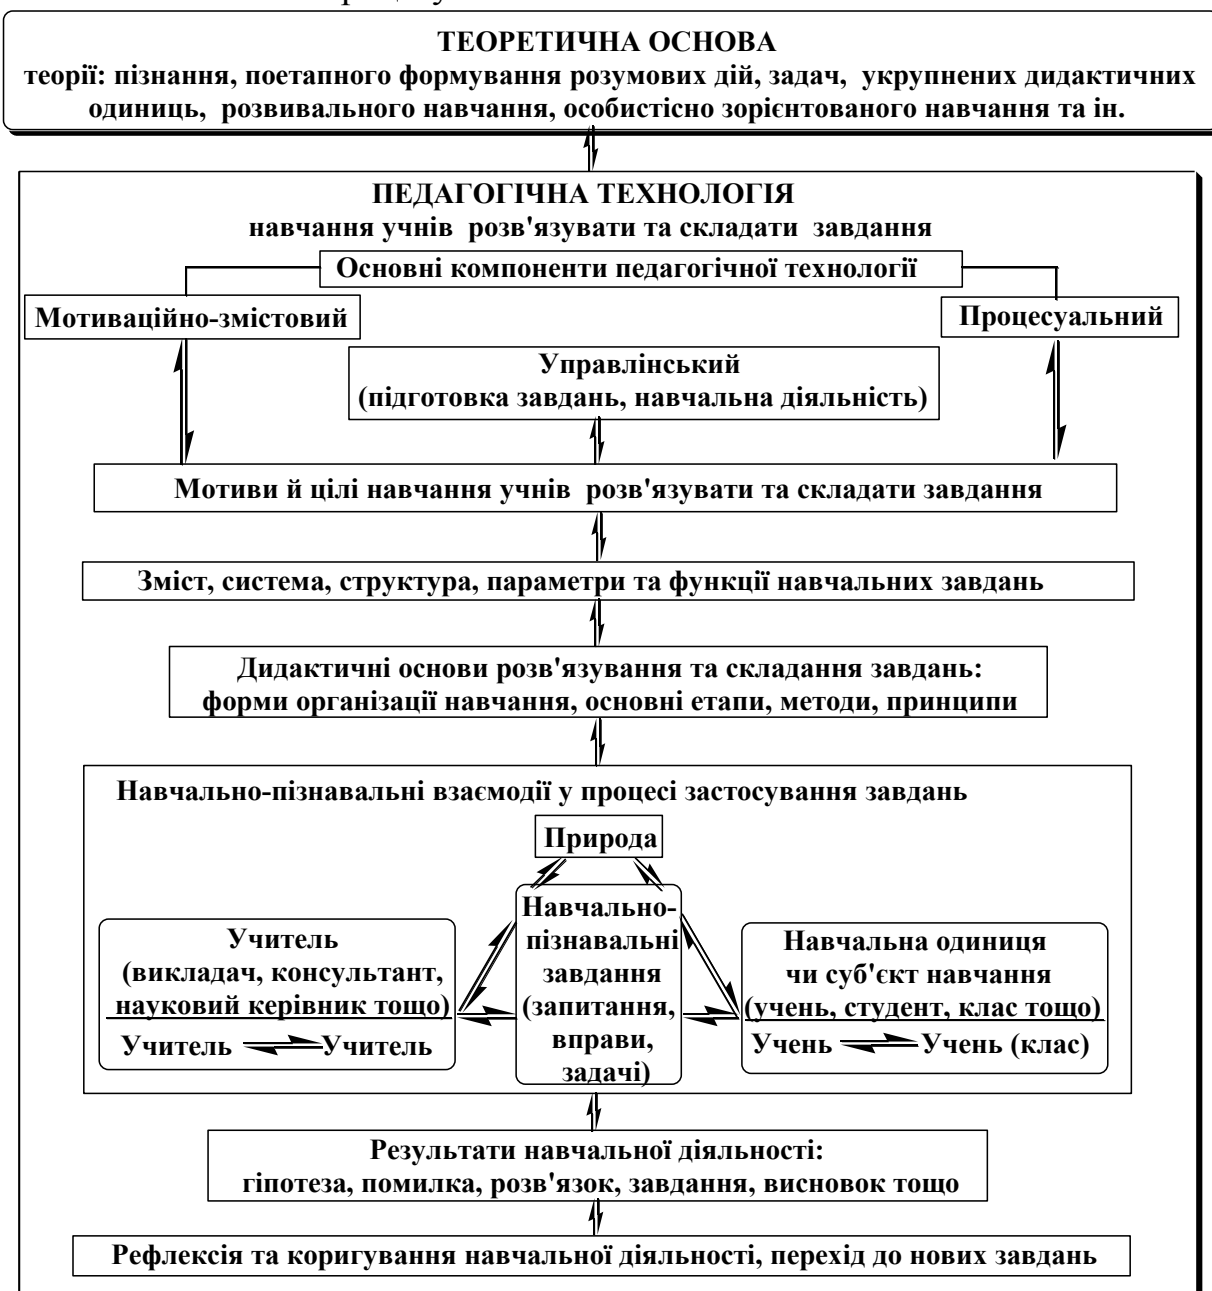 ТЕОРЕТИЧНА ОСНОВА
теорії: пізнання, поетапного формування розумових дій, задач, укрупнених дидактичних
одиниць, розвивального навчання, особистісно зорієнтованого навчання та ін.
ПЕДАГОГІЧНА ТЕХНОЛОГІЯ
навчання учнів розв'язувати та складати завдання
Основні компоненти педагогічної технології
Мотиваційно-змістовий
Процесуальний
Управлінський
(підготовка завдань, навчальна діяльність)
Мотиви й цілі навчання учнів розв'язувати та складати завдання
Зміст, система, структура, параметри та функції навчальних завдань
Дидактичні основи розв'язування та складання завдань:
форми організації навчання, основні етапи, методи, принципи
Навчально-пізнавальні взаємодії у процесі застосування завдань
Природа
Учитель
(викладач, консультант,
науковий керівник тощо)
Учитель Учитель
Навчально-
пізнавальні
завдання
(запитання,
вправи,
задачі)
Навчальна одиниця
чи суб'єкт навчання
(учень, студент, клас тощо)
Учень Учень (клас)
Результати навчальної діяльності:
гіпотеза, помилка, розв'язок, завдання, висновок тощо
Рефлексія та коригування навчальної діяльності, перехід до нових завдань